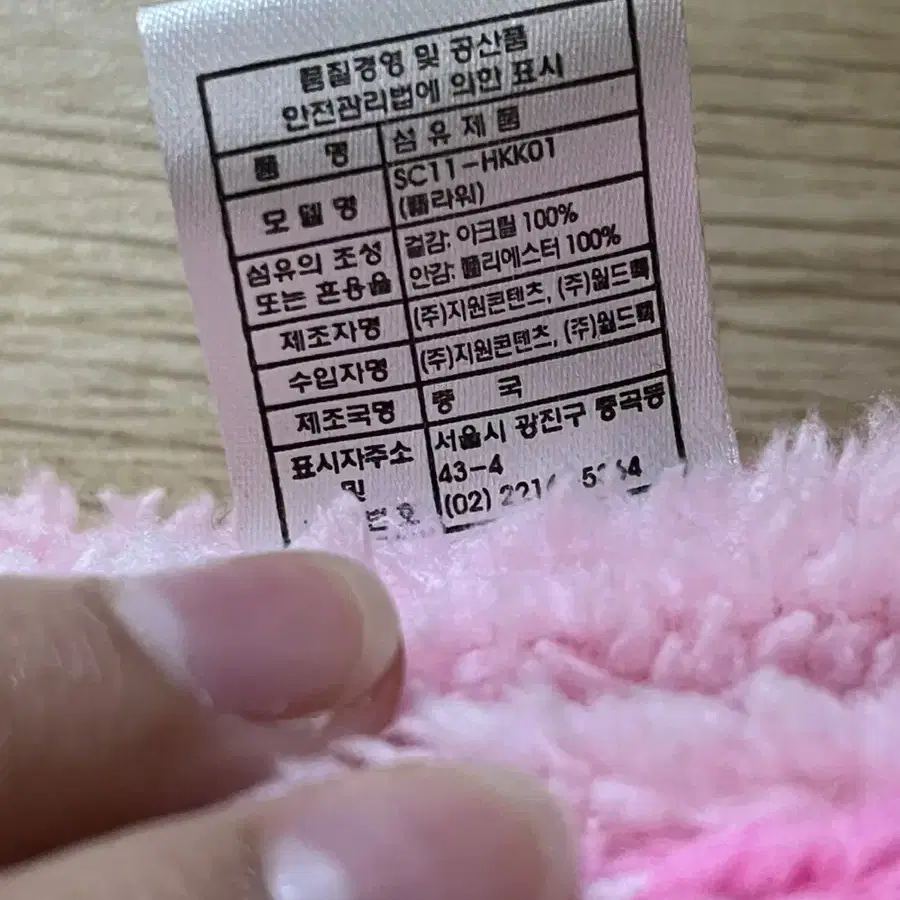 품질경영 및 공산품
안전관리법에 의한 표시
품 명 섬 유 제 품
모 델 명 SC11-HKK01
(플라워)
섬유의 조성 겉감: 아크릴 100%
또는 혼용율 안감: 폴리에스터 100%
제조자명 (주)지원콘텐츠, (주)월드팩
수입자명 (주)지원콘텐츠, (주)월드팩
제조국명 중 국
표시자주소 서울시 광진구 중곡동
및 43-4
번호 (02)